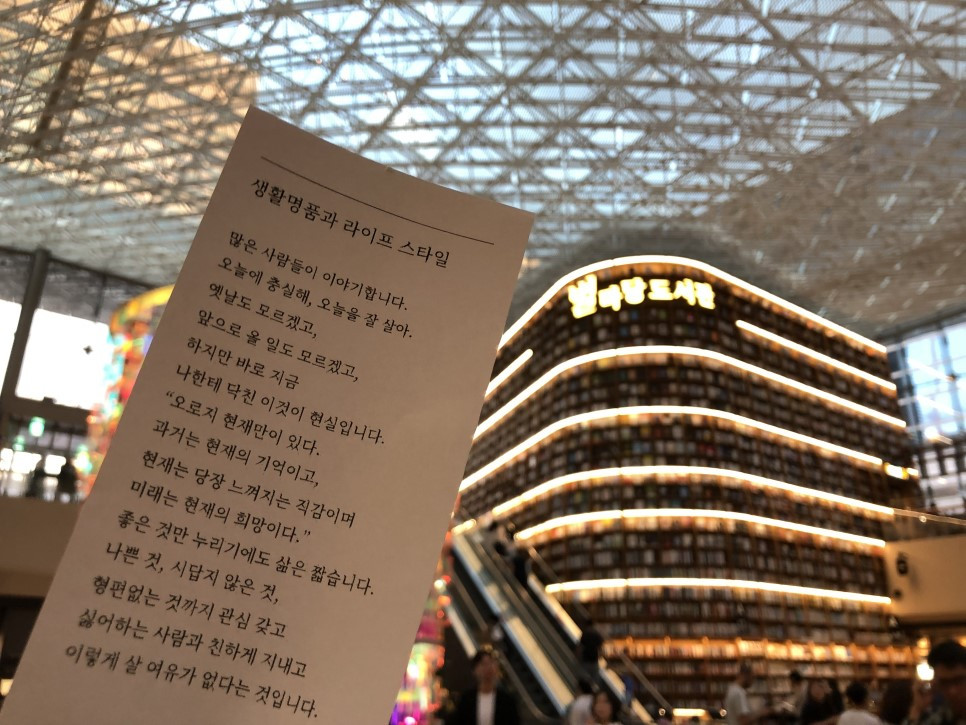 생활명품과 라이프 스타일
많은 사람들이 이야기합니다.
오늘에 충실해, 오늘을 잘 살아.
옛날도 모르겠고,
앞으로 올 일도 모르겠고,
하지만 바로 지금
나한테 닥친 이것이 현실입니다.
“오로지 현재만이 있다.
과거는 현재의 기억이고,
현재는 당장 느껴지는 직감이며
미래는 현재의 희망이다.”
좋은 것만 누리기에도 삶은 짧습니다.
나쁜 것, 시답지 않은 것,
형편없는 것까지 관심 갖고
싫어하는 사람과 친하게 지내고
이렇게 살 여유가 없다는 것입니다.
별마당 도서관